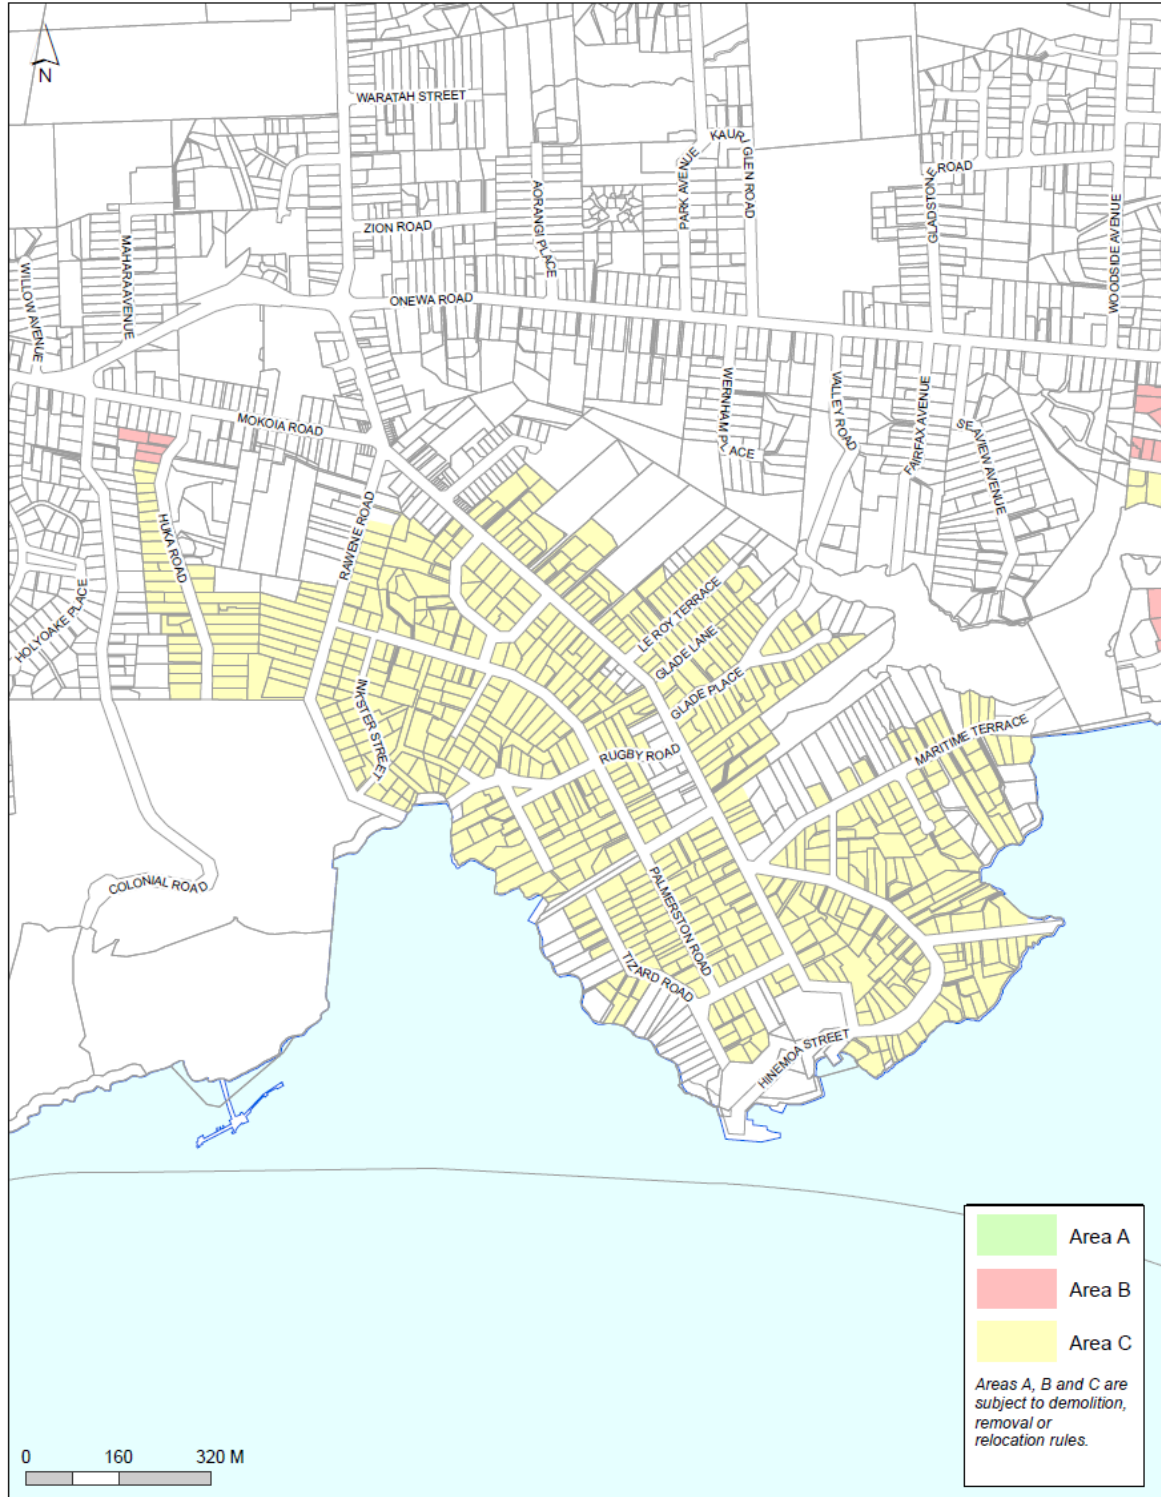 N
WARATAH STREET
KAURI GLEN ROAD
PARK AVENUE
GLADSTONE ROAD
AORANGI PLACE
ZION ROAD
MAHARA AVENUE
WILLOW AVENUE
WOODSIDE AVENUE
ONEWA ROAD
MOKOIA ROAD
WERNHAM PLACE
VALLEY ROAD
FAIRFAX AVENUE
SEAVIEW AVENUE
RAWENE ROAD
HUKA ROAD
HOLYOAKE PLACE
LE ROY TERRACE
GLADE LANE
GLADE PLACE
INKSTER STREET
RUGBY ROAD
MARITIME TERRACE
COLONIAL ROAD
PALMERSTON ROAD
TIZARD ROAD
HINEMOA STREET
Area A
Area B
Area C
Areas A, B and C are
subject to demolition,
removal or
relocation rules.
0 160 320 M